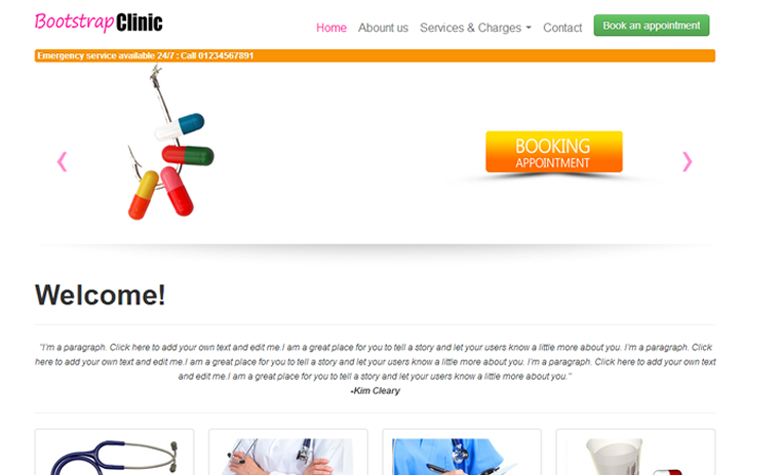 BootstrapClinic
Home Abount us Services & Charges Contact Book an appointment
Emergency service available 24/7 : Call 01234567891
BOOKING
APPOINTMENT
Welcome!
"I'm a paragraph. Click here to add your own text and edit me.I am a great place for you to tell a story and let your users know a little more about you. I'm a paragraph. Click
here to add your own text and edit me.I am a great place for you to tell a story and let your users know a little more about you. I'm a paragraph. Click here to add your own text
and edit me.I am a great place for you to tell a story and let your users know a little more about you."
-Kim Cleary